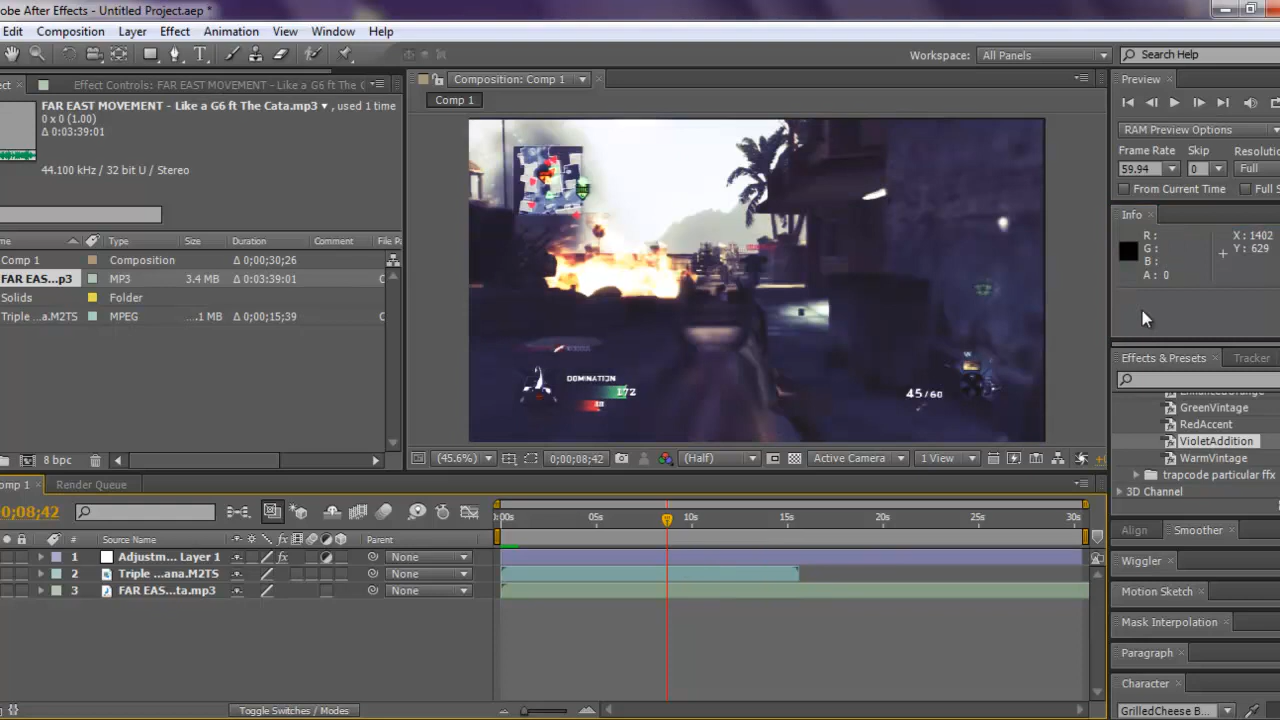 obe After Effects - Untitled Project.aep *
Edit Composition Layer Effect Animation View Window Help
Workspace: All Panels Search Help
ect Effect Controls: FAR EAST MOVEMENT - Like a G6 ft The C
FAR EAST MOVEMENT - Like a G6 ft The Cata.mp3 , used 1 time
0 x 0 (1.00)
Δ 0:03:39:01
44.100 kHz / 32 bit U / Stereo
me Type Size Duration Comment File Pa
Comp 1 Composition Δ 0;00;30;26
FAR EAS...p3 MP3 3.4 MB Δ 0:03:39:01 C
Solids Folder
Triple ...a.M2TS MPEG ....1 MB Δ 0;00;15;39 C
8 bpc
Composition: Comp 1
Comp 1
DOMINATION
172
45/60
(45.6%) 0;00;08;42 (Half) Active Camera 1 View
Preview
RAM Preview Options
Frame Rate Skip Resolutio
59.94 0 Full
From Current Time Full S
Info
R: X: 1402
G: Y: 629
B:
A: 0
Effects & Presets Tracker
GreenVintage
RedAccent
VioletAddition
WarmVintage
trapcode particular ffx
3D Channel
Align Smoother
Wiggler
Motion Sketch
Mask Interpolation
Paragraph
Character
GrilledCheese B...
omp 1 Render Queue
0;08;42
:00s 05s 10s 15s 20s 25s 30s
# Source Name Parent
1 Adjustm... Layer 1 fx None
2 Triple ...ana.M2TS None
3 FAR EAS...ta.mp3 None
Toggle Switches / Modes